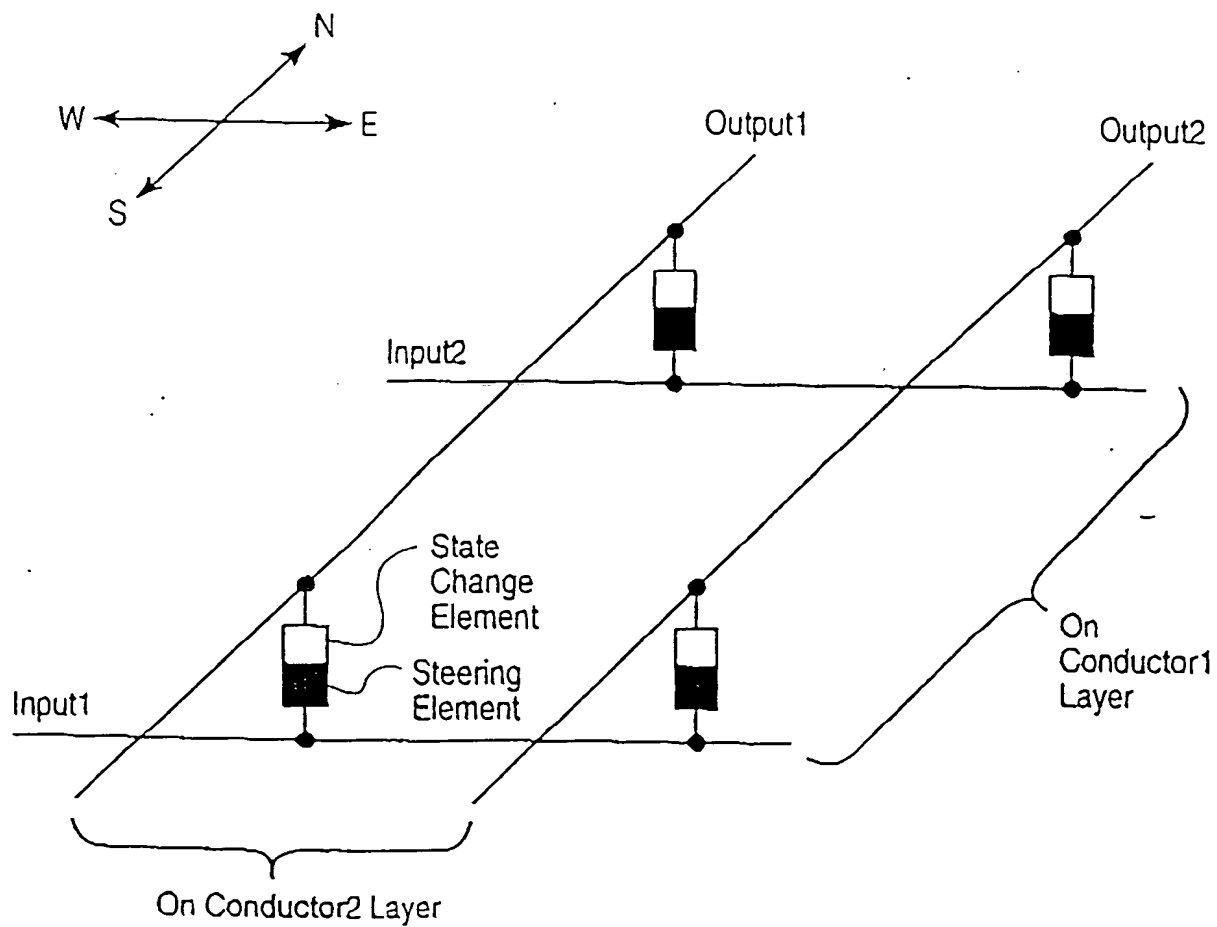 N
W
E
S
Output1
Output2
Input2
State
Change
Element
Steering
Element
Input1
On
Conductor1
Layer
On Conductor2 Layer